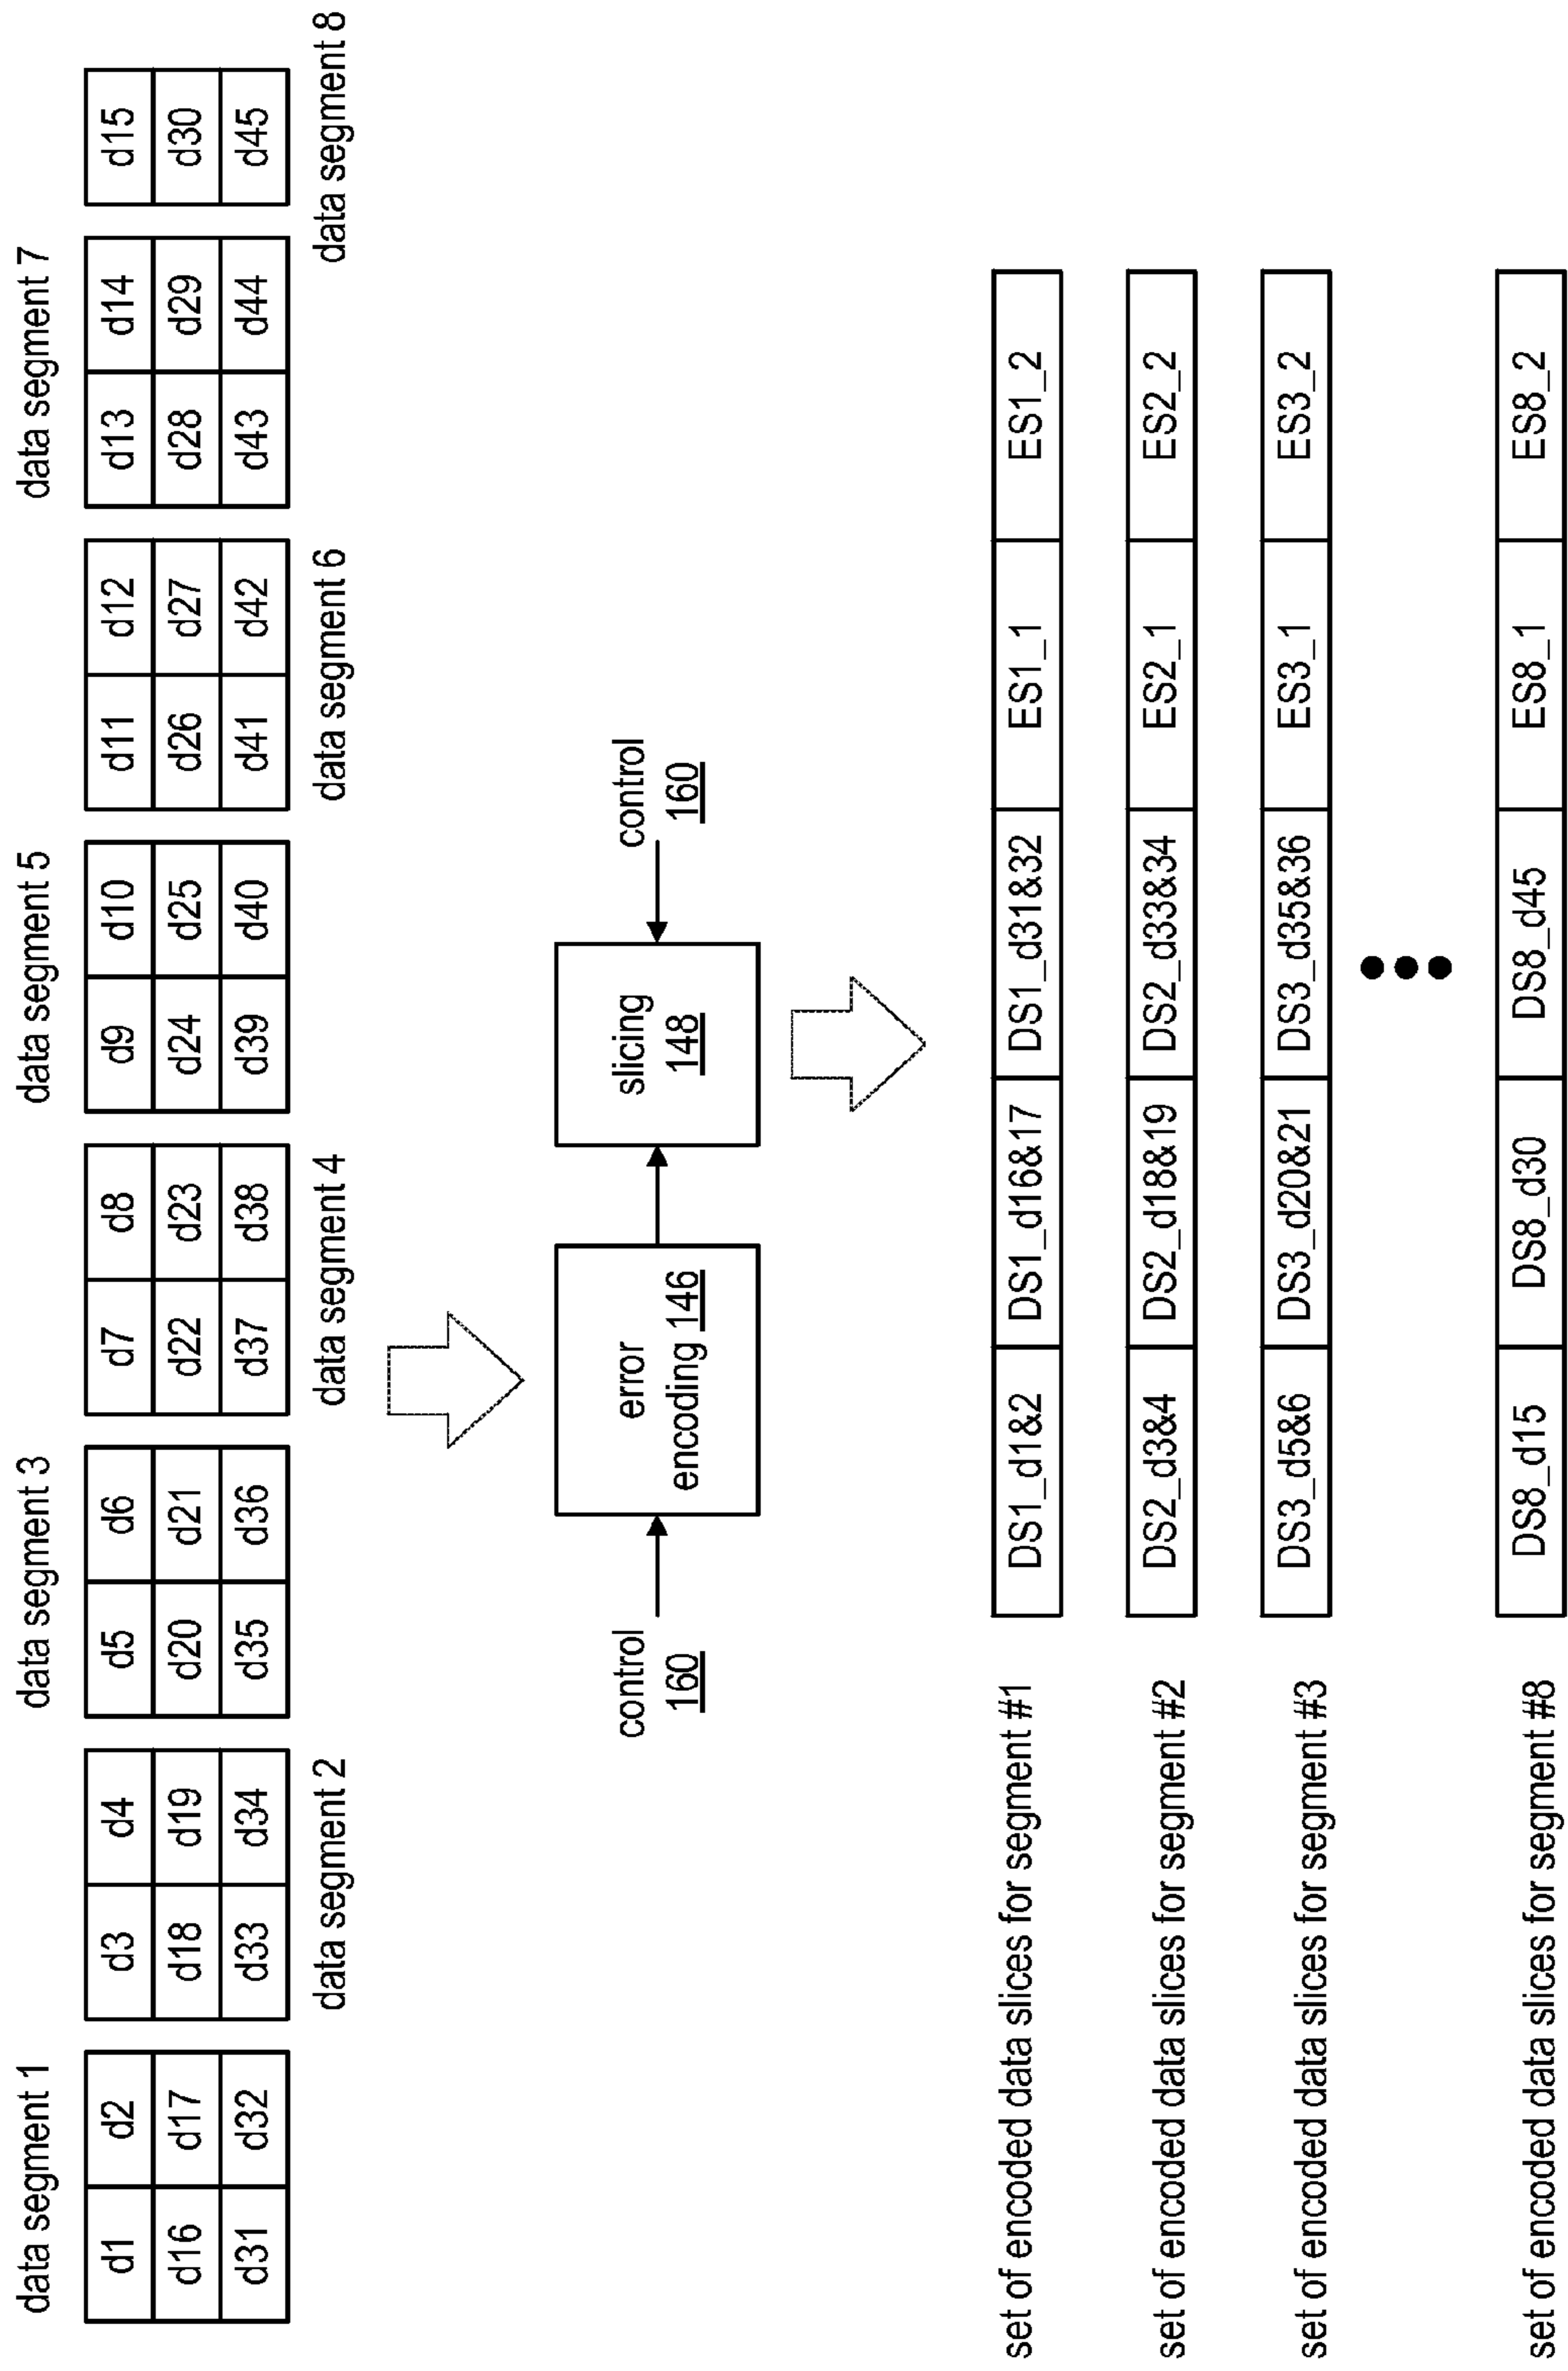 data segment 1
data segment 3
data segment 5
data segment 7
d1 d2 d3 d4 d5 d6 d7 d8 d9 d10 d11 d12 d13 d14 d15
d16 d17 d18 d19 d20 d21 d22 d23 d24 d25 d26 d27 d28 d29 d30
d31 d32 d33 d34 d35 d36 d37 d38 d39 d40 d41 d42 d43 d44 d45
data segment 2
data segment 4
data segment 6
data segment 8
control
160
error
encoding 146
slicing
148
control
160
set of encoded data slices for segment #1
DS1_d1&2
DS1_d16&17
DS1_d31&32
ES1_1
ES1_2
set of encoded data slices for segment #2
DS2_d3&4
DS2_d18&19
DS2_d33&34
ES2_1
ES2_2
set of encoded data slices for segment #3
DS3_d5&6
DS3_d20&21
DS3_d35&36
ES3_1
ES3_2
set of encoded data slices for segment #8
DS8_d15
DS8_d30
DS8_d45
ES8_1
ES8_2